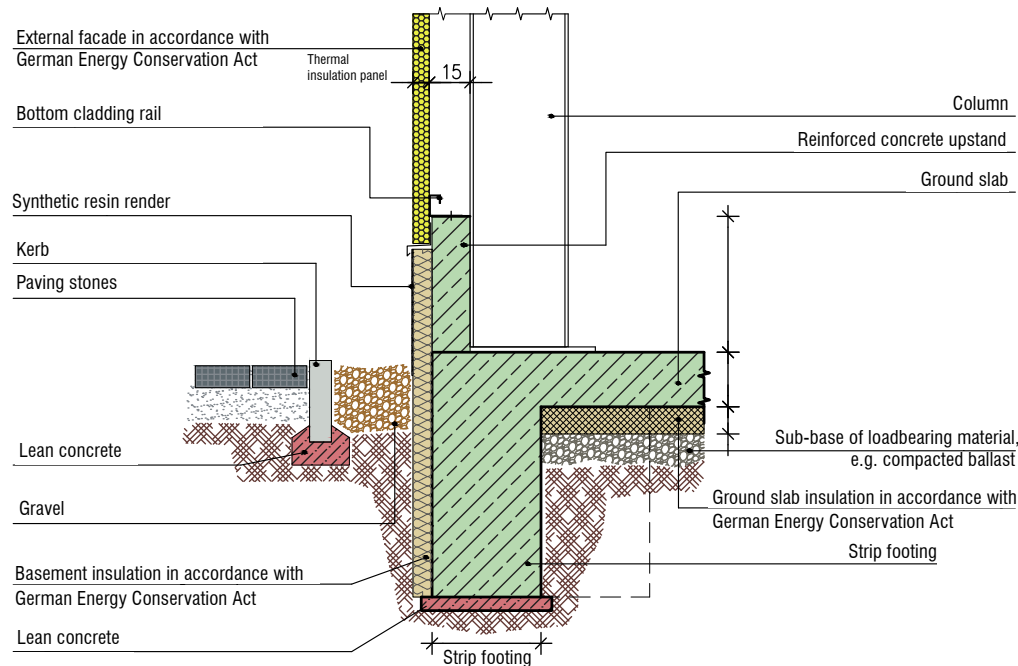 External facade in accordance with
German Energy Conservation Act
Thermal
insulation panel
15
Bottom cladding rail
Synthetic resin render
Kerb
Paving stones
Lean concrete
Gravel
Basement insulation in accordance with
German Energy Conservation Act
Lean concrete
Column
Reinforced concrete upstand
Ground slab
Sub-base of loadbearing material,
e.g. compacted ballast
Ground slab insulation in accordance with
German Energy Conservation Act
Strip footing
Strip footing